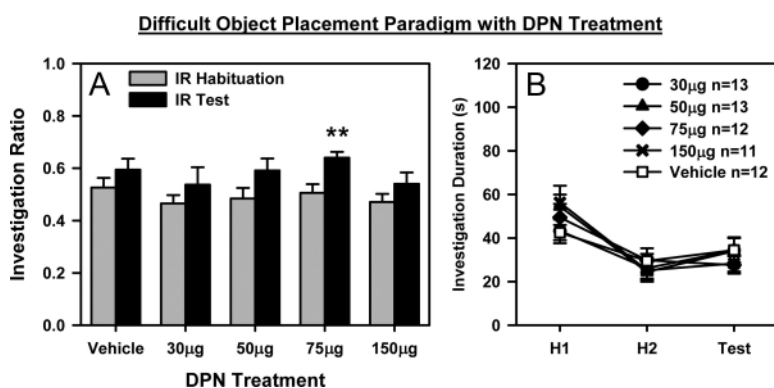 Difficult Object Placement Paradigm with DPN Treatment
A
IR Habituation
IR Test
**
Investigation Ratio
1.0
0.8
0.6
0.4
0.2
0.0
Vehicle 30µg 50µg 75µg 150µg
DPN Treatment
B
30µg n=13
50µg n=13
75µg n=12
150µg n=11
Vehicle n=12
Investigation Duration (s)
120
100
80
60
40
20
0
H1 H2 Test